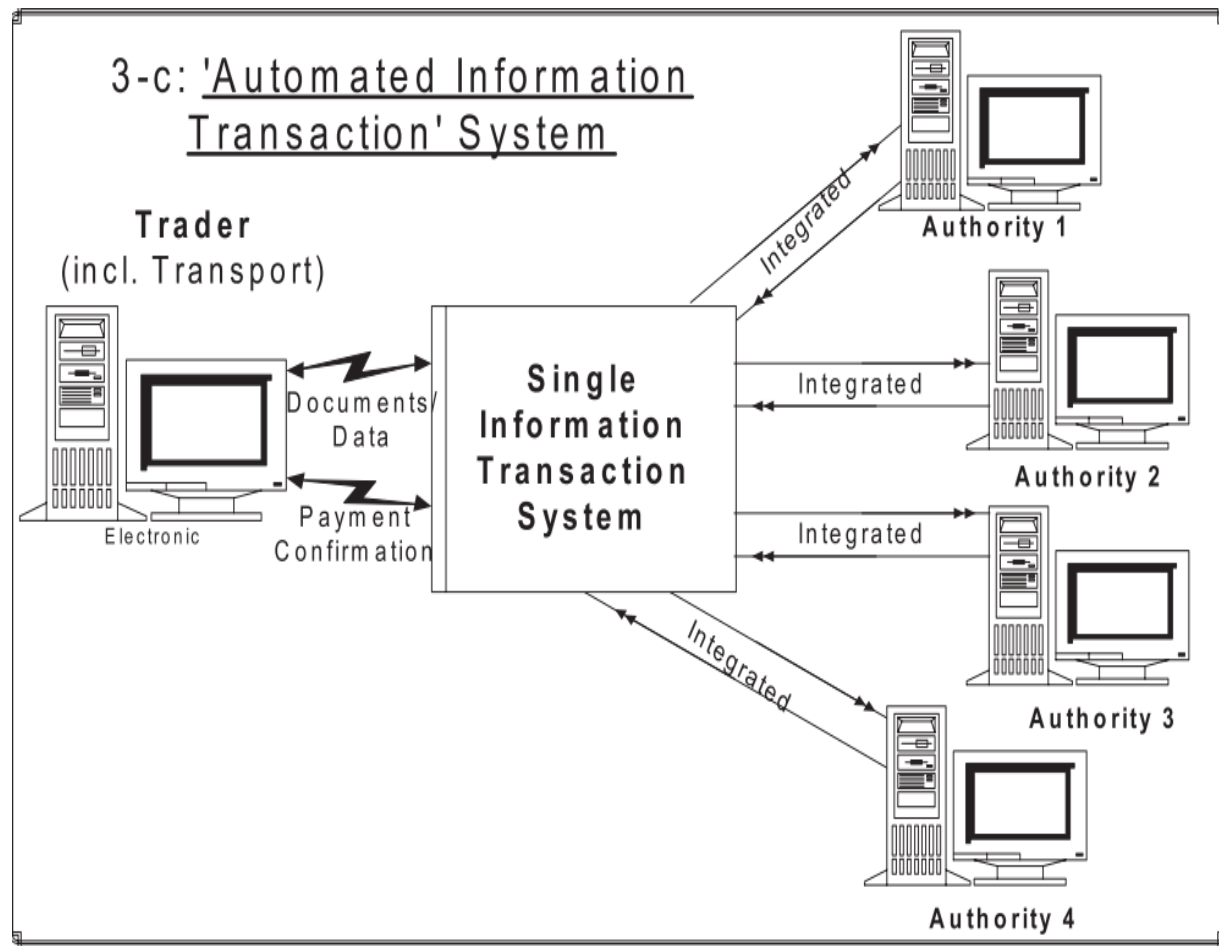 3-c: 'Automated Information
Transaction' System
Trader
(incl. Transport)
Electronic
Documents/
Data
Payment
Confirmation
Single
Information
Transaction
System
Integrated
Authority 1
Integrated
Authority 2
Integrated
Authority 3
Integrated
Authority 4